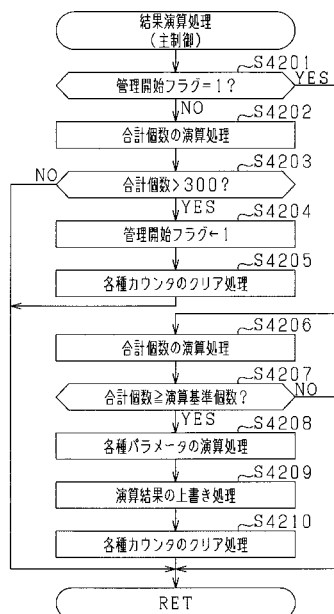 結果演算処理
(主制御)
S4201
管理開始フラグ=1?
YES
NO
S4202
合計個数の演算処理
S4203
NO
合計個数>300?
YES
S4204
管理開始フラグ←1
S4205
各種カウンタのクリア処理
S4206
合計個数の演算処理
S4207
合計個数≧演算基準個数?
NO
YES
S4208
各種パラメータの演算処理
S4209
演算結果の上書き処理
S4210
各種カウンタのクリア処理
RET